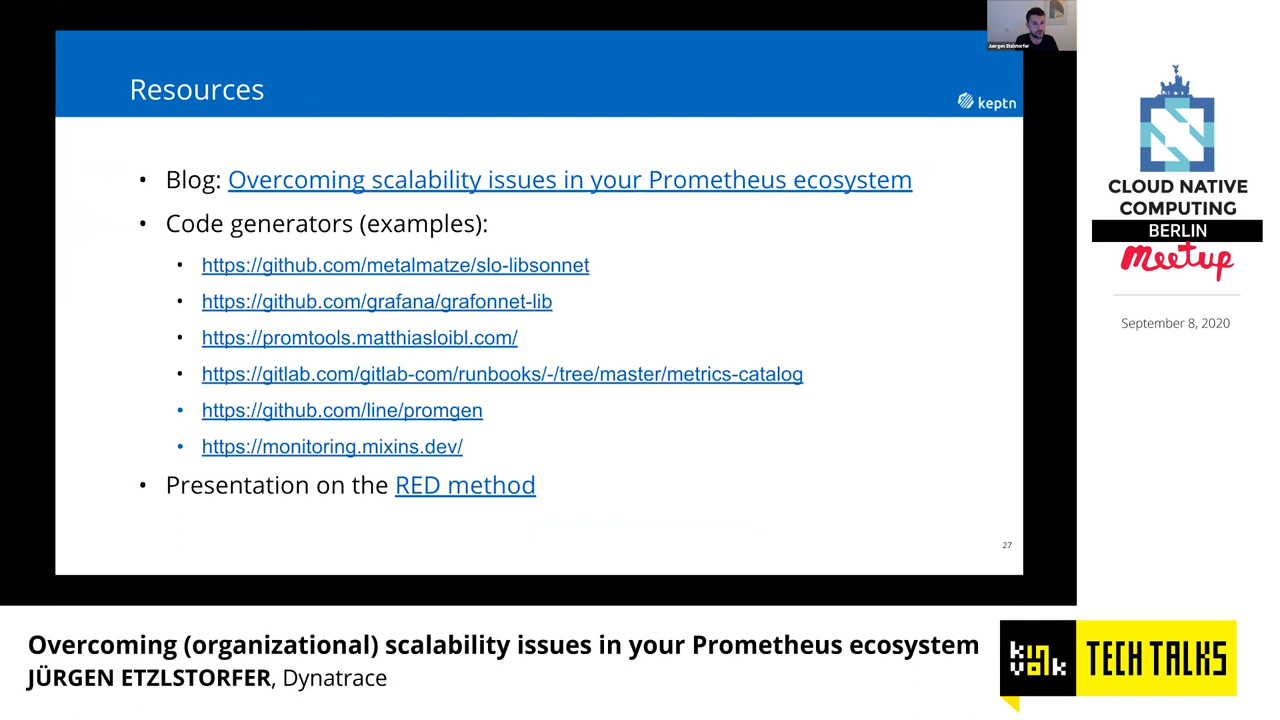 Resources
keptn
Juergen Etzlstorfer
• Blog: Overcoming scalability issues in your Prometheus ecosystem
• Code generators (examples):
• https://github.com/metalmatze/slo-libsonnet
• https://github.com/grafana/grafonnet-lib
• https://promtools.matthiasloibl.com/
• https://gitlab.com/gitlab-com/runbooks/-/tree/master/metrics-catalog
• https://github.com/line/promgen
• https://monitoring.mixins.dev/
• Presentation on the RED method
27
CLOUD NATIVE
COMPUTING
BERLIN
Meetup
September 8, 2020
Overcoming (organizational) scalability issues in your Prometheus ecosystem
JÜRGEN ETZLSTORFER, Dynatrace
kinvolk
TECH TALKS